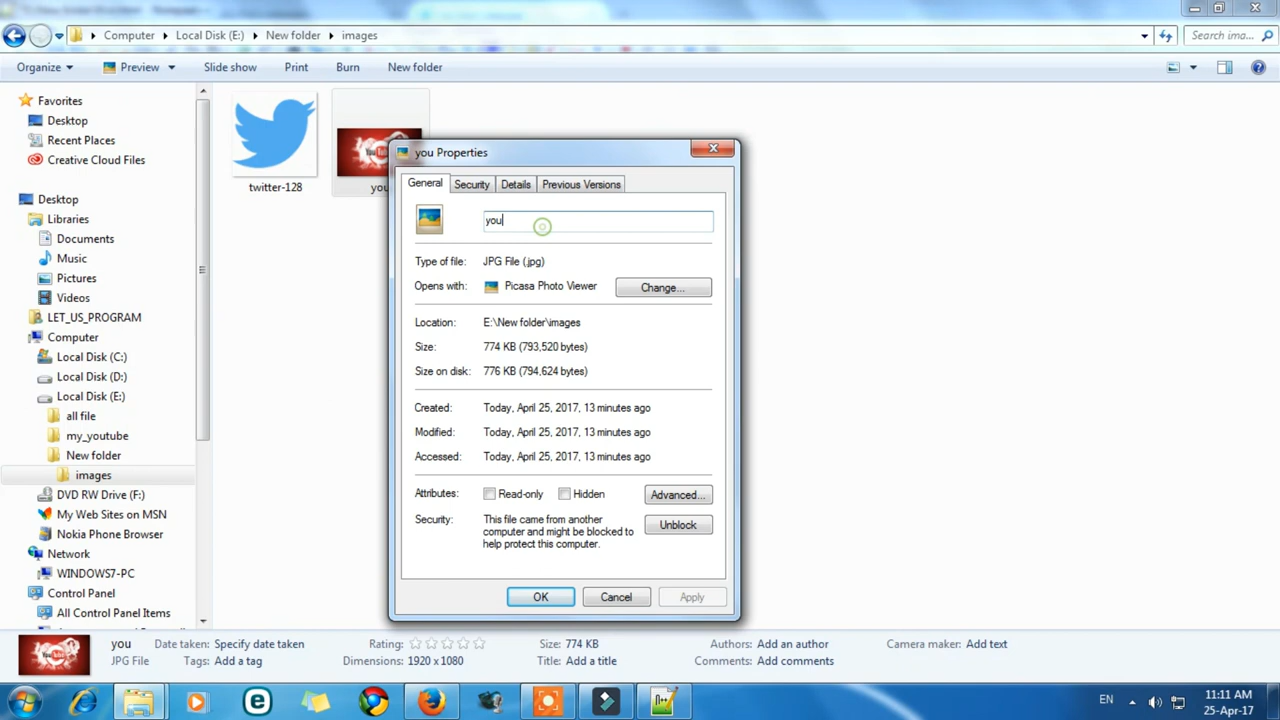 Computer Local Disk (E:) New folder images
Search ima...
Organize Preview Slide show Print Burn New folder
Favorites
Desktop
Recent Places
Creative Cloud Files
Desktop
Libraries
Documents
Music
Pictures
Videos
LET_US_PROGRAM
Computer
Local Disk (C:)
Local Disk (D:)
Local Disk (E:)
all file
my_youtube
New folder
images
DVD RW Drive (F:)
My Web Sites on MSN
Nokia Phone Browser
Network
WINDOWS7-PC
Control Panel
All Control Panel Items
twitter-128
you
you Properties
General Security Details Previous Versions
you
Type of file: JPG File (.jpg)
Opens with: Picasa Photo Viewer Change...
Location: E:\New folder\images
Size: 774 KB (793,520 bytes)
Size on disk: 776 KB (794,624 bytes)
Created: Today, April 25, 2017, 13 minutes ago
Modified: Today, April 25, 2017, 13 minutes ago
Accessed: Today, April 25, 2017, 13 minutes ago
Attributes: Read-only Hidden Advanced...
Security: This file came from another
computer and might be blocked to
help protect this computer.
Unblock
OK Cancel Apply
you Date taken: Specify date taken Rating: Size: 774 KB Authors: Add an author Camera maker: Add text
JPG File Tags: Add a tag Dimensions: 1920 x 1080 Title: Add a title Comments: Add comments
EN
11:11 AM
25-Apr-17